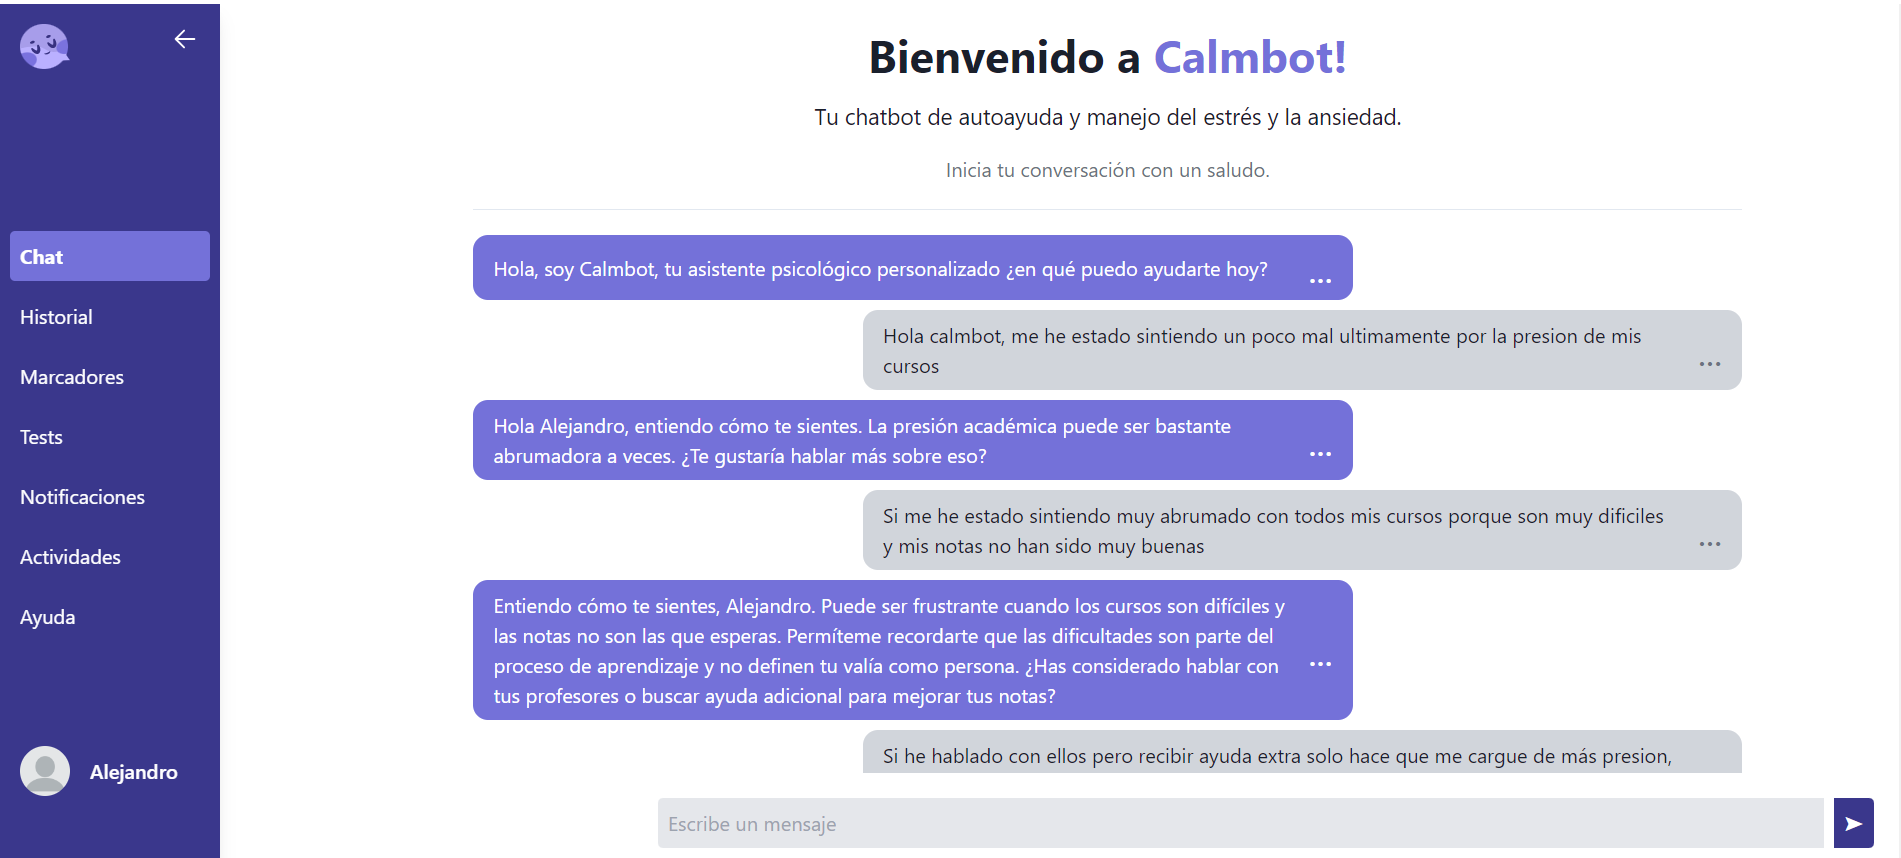 Bienvenido a Calmbot!
Tu chatbot de autoayuda y manejo del estrés y la ansiedad.
Inicia tu conversación con un saludo.
Chat
Historial
Marcadores
Tests
Notificaciones
Actividades
Ayuda
Alejandro
Hola, soy Calmbot, tu asistente psicológico personalizado ¿en qué puedo ayudarte hoy?
...
Hola calmbot, me he estado sintiendo un poco mal ultimamente por la presion de mis
cursos
...
Hola Alejandro, entiendo cómo te sientes. La presión académica puede ser bastante
abrumadora a veces. ¿Te gustaría hablar más sobre eso?
...
Si me he estado sintiendo muy abrumado con todos mis cursos porque son muy dificiles
y mis notas no han sido muy buenas
...
Entiendo cómo te sientes, Alejandro. Puede ser frustrante cuando los cursos son difíciles y
las notas no son las que esperas. Permíteme recordarte que las dificultades son parte del
proceso de aprendizaje y no definen tu valía como persona. ¿Has considerado hablar con
tus profesores o buscar ayuda adicional para mejorar tus notas?
...
Si he hablado con ellos pero recibir ayuda extra solo hace que me cargue de más presion,
Escribe un mensaje